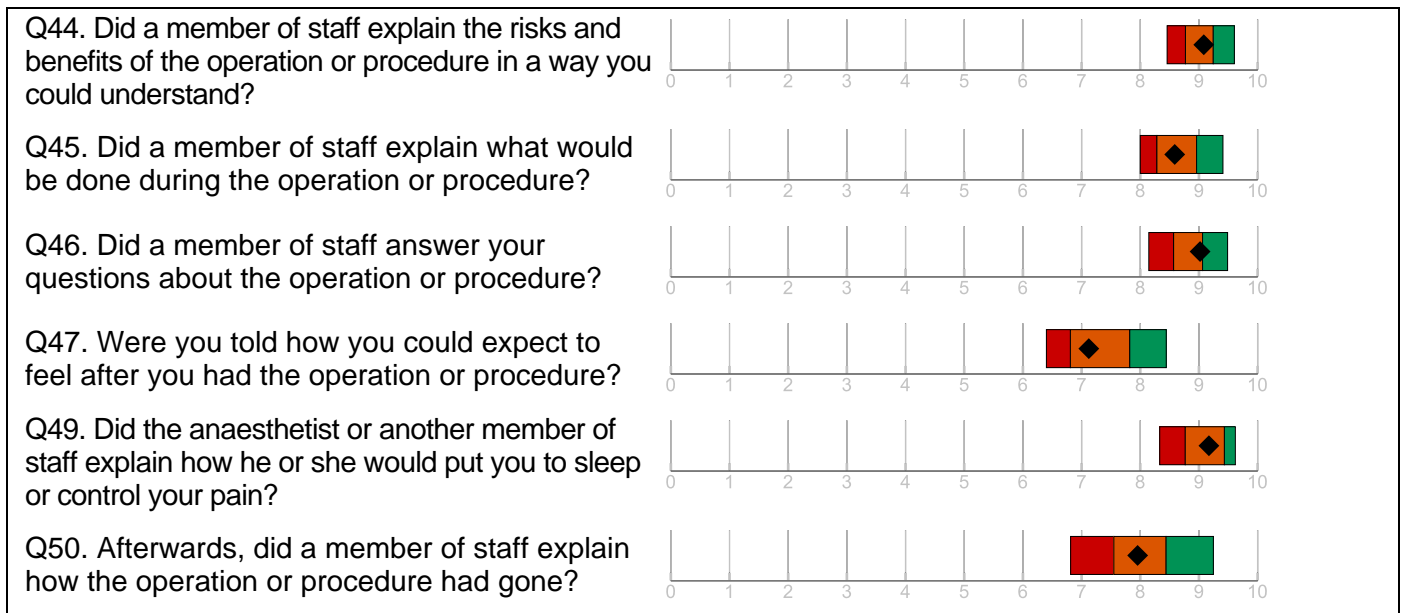 Q44. Did a member of staff explain the risks and
benefits of the operation or procedure in a way you
could understand?
0 1 2 3 4 5 6 7 8 9 10
Q45. Did a member of staff explain what would
be done during the operation or procedure?
0 1 2 3 4 5 6 7 8 9 10
Q46. Did a member of staff answer your
questions about the operation or procedure?
0 1 2 3 4 5 6 7 8 9 10
Q47. Were you told how you could expect to
feel after you had the operation or procedure?
0 1 2 3 4 5 6 7 8 9 10
Q49. Did the anaesthetist or another member of
staff explain how he or she would put you to sleep
or control your pain?
0 1 2 3 4 5 6 7 8 9 10
Q50. Afterwards, did a member of staff explain
how the operation or procedure had gone?
0 1 2 3 4 5 6 7 8 9 10